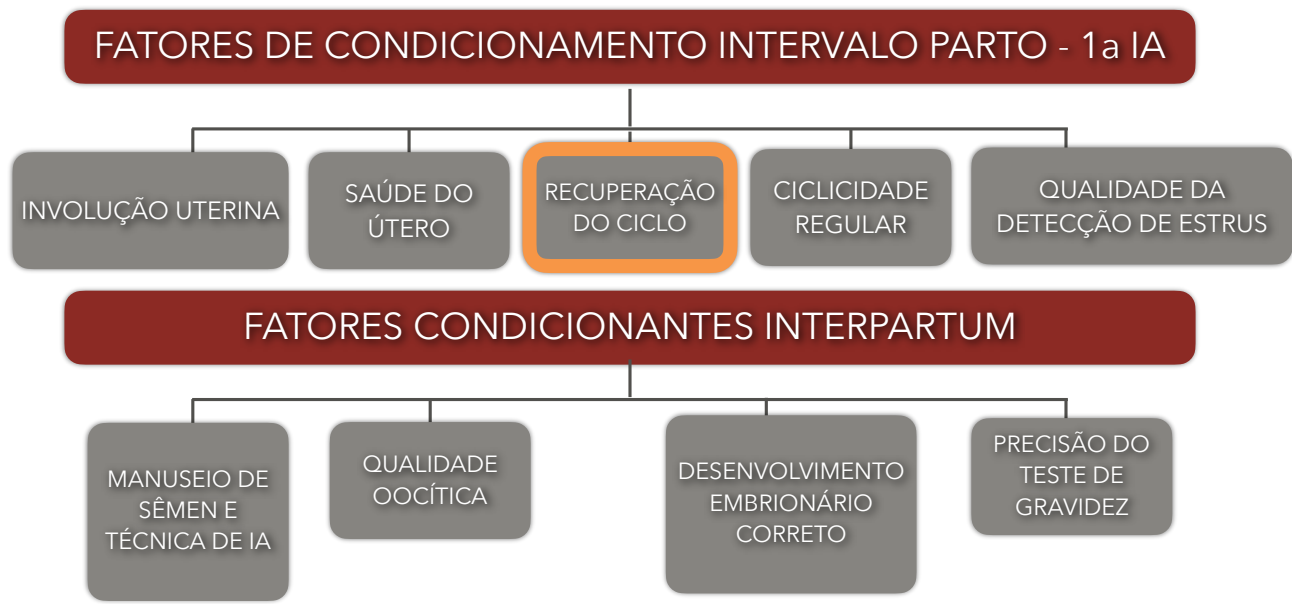 FATORES DE CONDICIONAMENTO INTERVALO PARTO - 1a IA
INVOLUÇÃO UTERINA
SAÚDE DO
ÚTERO
RECUPERAÇÃO
DO CICLO
CICLICIDADE
REGULAR
QUALIDADE DA
DETECÇÃO DE ESTRUS
FATORES CONDICIONANTES INTERPARTUM
MANUSEIO DE
SÊMEN E
TÉCNICA DE IA
QUALIDADE
OOCÍTICA
DESENVOLVIMENTO
EMBRIONÁRIO
CORRETO
PRECISÃO DO
TESTE DE
GRAVIDEZ